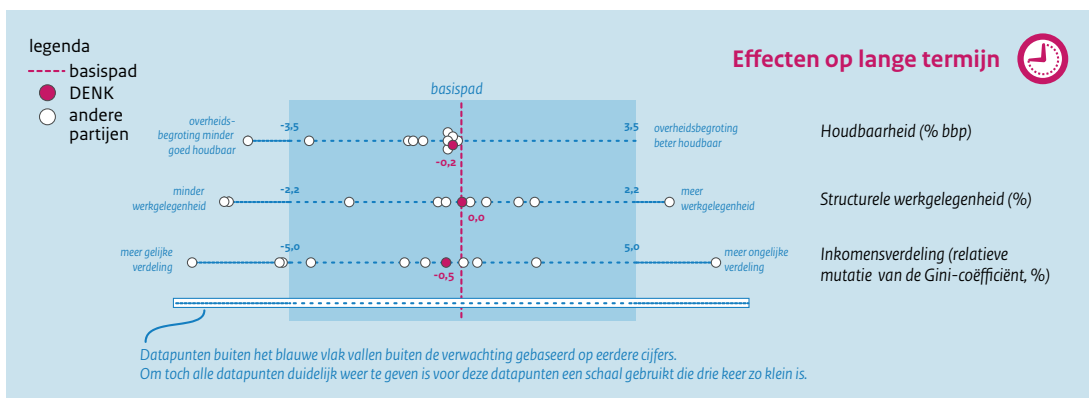 legenda
basispad
DENK
andere
partijen
Effecten op lange termijn
basispad
overheids-
begroting minder
goed houdbaar
-3,5
3,5
overheidsbegroting
beter houdbaar
Houdbaarheid (% bbp)
-0,2
minder
werkgelegenheid
-2,2
2,2
meer
werkgelegenheid
Structurele werkgelegenheid (%)
0,0
meer gelijke
verdeling
-5,0
5,0
meer ongelijke
verdeling
Inkomensverdeling (relatieve
mutatie van de Gini-coëfficiënt, %)
-0,5
Datapunten buiten het blauwe vlak vallen buiten de verwachting gebaseerd op eerdere cijfers.
Om toch alle datapunten duidelijk weer te geven is voor deze datapunten een schaal gebruikt die drie keer zo klein is.